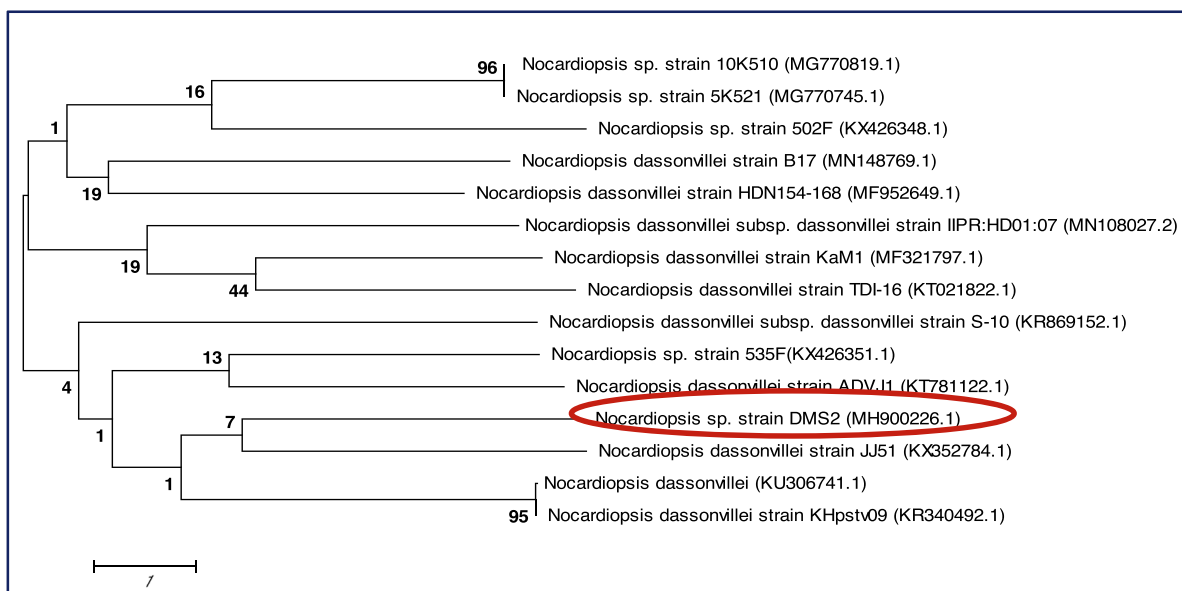 96
Nocardiopsis sp. strain 10K510 (MG770819.1)
16
Nocardiopsis sp. strain 5K521 (MG770745.1)
1
Nocardiopsis sp. strain 502F (KX426348.1)
Nocardiopsis dassonvillei strain B17 (MN148769.1)
19
Nocardiopsis dassonvillei strain HDN154-168 (MF952649.1)
Nocardiopsis dassonvillei subsp. dassonvillei strain IIPR:HD01:07 (MN108027.2)
19
Nocardiopsis dassonvillei strain KaM1 (MF321797.1)
44
Nocardiopsis dassonvillei strain TDI-16 (KT021822.1)
Nocardiopsis dassonvillei subsp. dassonvillei strain S-10 (KR869152.1)
13
Nocardiopsis sp. strain 535F(KX426351.1)
4
Nocardiopsis dassonvillei strain ADVJ1 (KT781122.1)
7
Nocardiopsis sp. strain DMS2 (MH900226.1)
1
Nocardiopsis dassonvillei strain JJ51 (KX352784.1)
1
Nocardiopsis dassonvillei (KU306741.1)
95
Nocardiopsis dassonvillei strain KHpstv09 (KR340492.1)
1